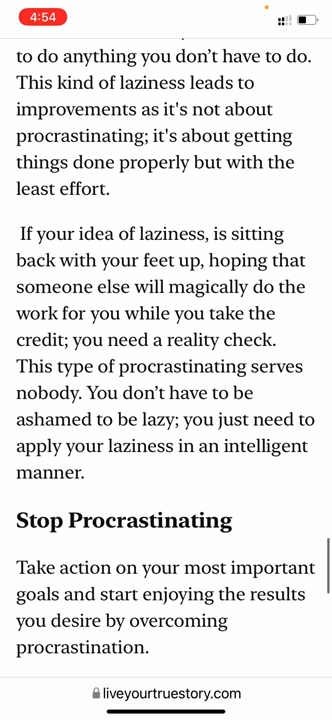 4:54
to do anything you don't have to do.
This kind of laziness leads to
improvements as it's not about
procrastinating; it's about getting
things done properly but with the
least effort.
If your idea of laziness, is sitting
back with your feet up, hoping that
someone else will magically do the
work for you while you take the
credit; you need a reality check.
This type of procrastinating serves
nobody. You don't have to be
ashamed to be lazy; you just need to
apply your laziness in an intelligent
manner.
Stop Procrastinating
Take action on your most important
goals and start enjoying the results
you desire by overcoming
procrastination.
liveyourtruestory.com